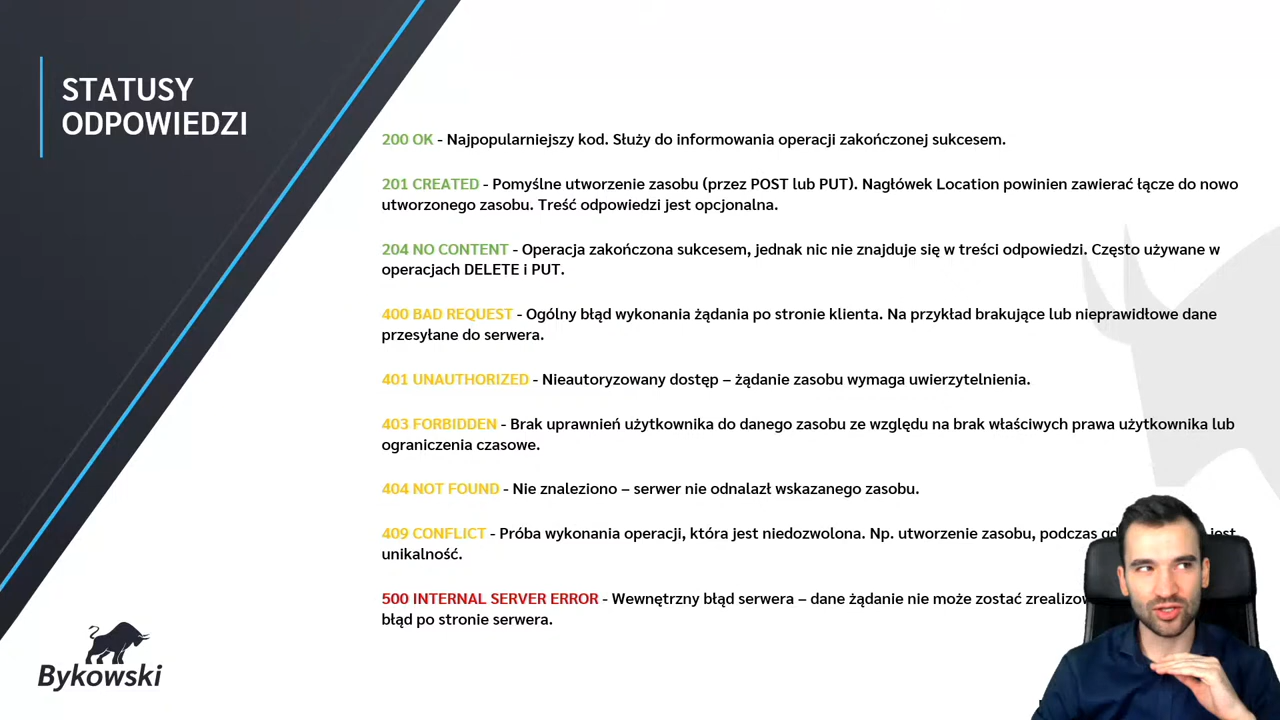 STATUSY
ODPOWIEDZI
200 OK - Najpopularniejszy kod. Służy do informowania operacji zakończonej sukcesem.
201 CREATED - Pomyślne utworzenie zasobu (przez POST lub PUT). Nagłówek Location powinien zawierać łącze do nowo
utworzonego zasobu. Treść odpowiedzi jest opcjonalna.
204 NO CONTENT - Operacja zakończona sukcesem, jednak nic nie znajduje się w treści odpowiedzi. Często używane w
operacjach DELETE i PUT.
400 BAD REQUEST - Ogólny błąd wykonania żądania po stronie klienta. Na przykład brakujące lub nieprawidłowe dane
przesyłane do serwera.
401 UNAUTHORIZED - Nieautoryzowany dostęp – żądanie zasobu wymaga uwierzytelnienia.
403 FORBIDDEN - Brak uprawnień użytkownika do danego zasobu ze względu na brak właściwych prawa użytkownika lub
ograniczenia czasowe.
404 NOT FOUND - Nie znaleziono – serwer nie odnalazł wskazanego zasobu.
409 CONFLICT - Próba wykonania operacji, która jest niedozwolona. Np. utworzenie zasobu, podczas jest
unikalność.
500 INTERNAL SERVER ERROR - Wewnętrzny błąd serwera – dane żądanie nie może zostać
błąd po stronie serwera.
Bykowski